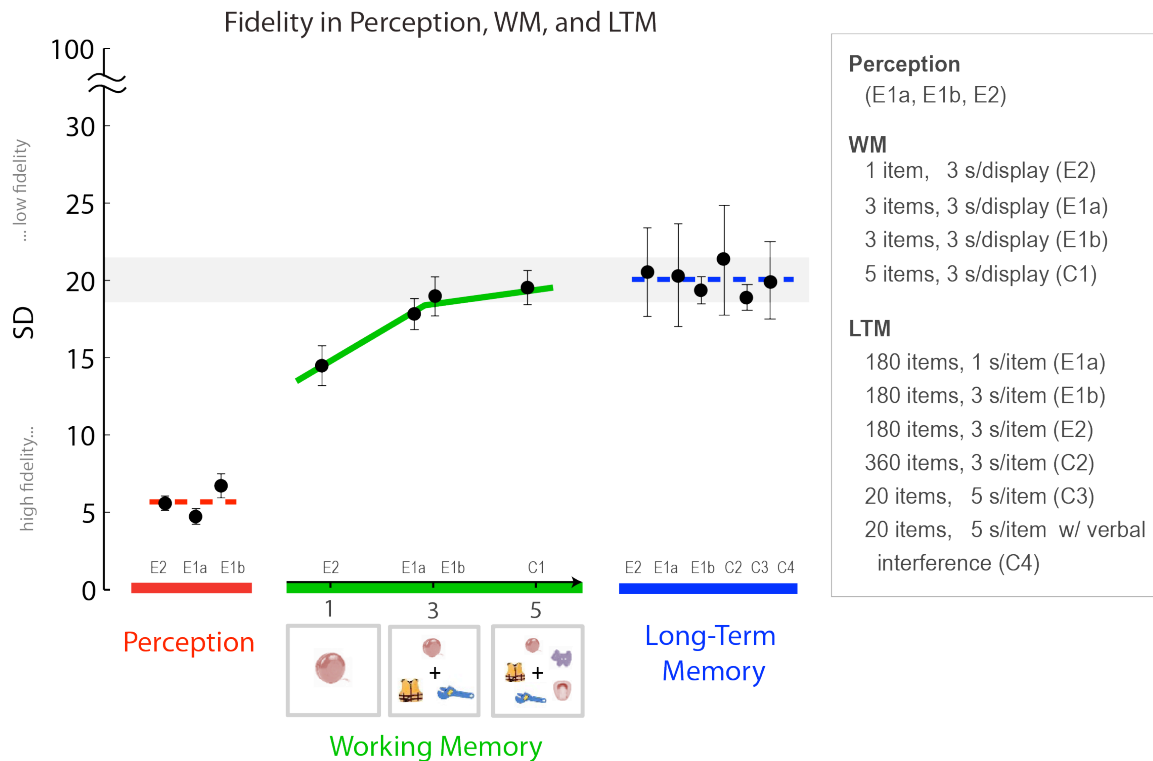 Fidelity in Perception, WM, and LTM
100
30
25
20
15
10
5
0
SD
... low fidelity
high fidelity...
E2 E1a E1b
E2 E1a E1b C1
E2 E1a E1b C2 C3 C4
1 3 5
Perception
+ +
Working Memory
Long-Term
Memory
Perception
(E1a, E1b, E2)
WM
1 item, 3 s/display (E2)
3 items, 3 s/display (E1a)
3 items, 3 s/display (E1b)
5 items, 3 s/display (C1)
LTM
180 items, 1 s/item (E1a)
180 items, 3 s/item (E1b)
180 items, 3 s/item (E2)
360 items, 3 s/item (C2)
20 items, 5 s/item (C3)
20 items, 5 s/item w/ verbal
interference (C4)